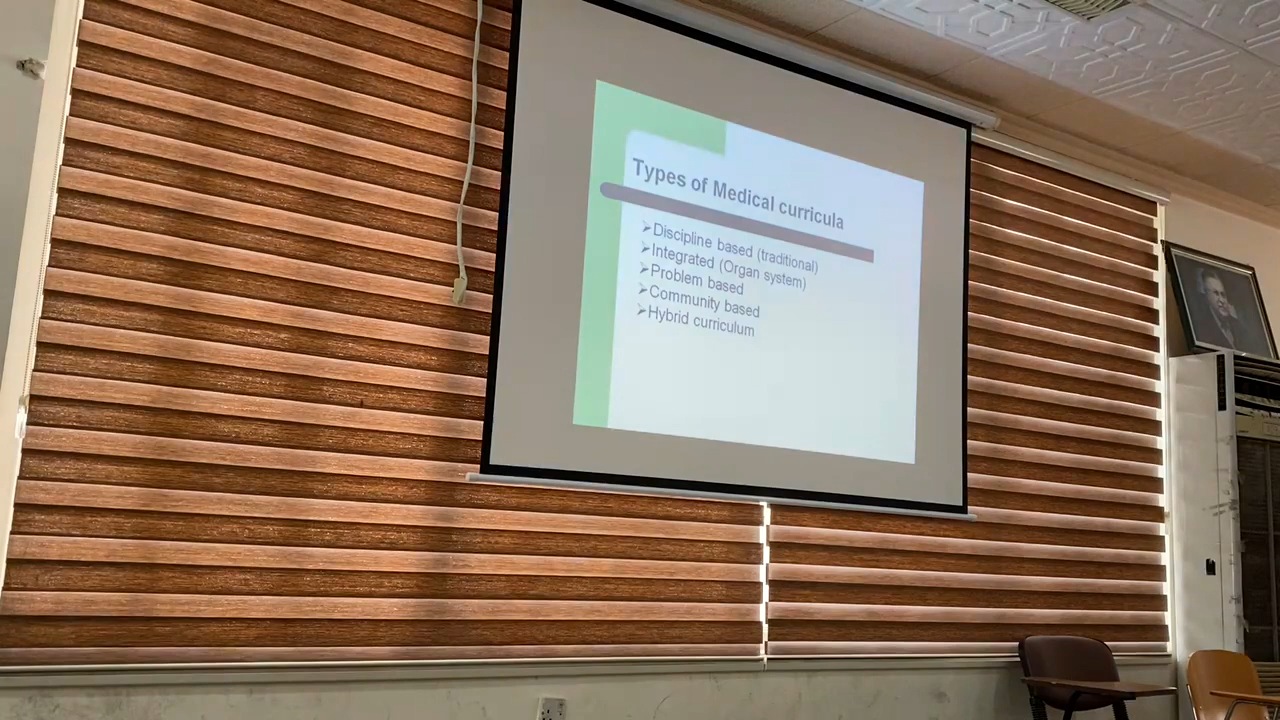 Types of Medical curricula
➢Discipline based (traditional)
➢Integrated (Organ system)
➢Problem based
➢Community based
➢Hybrid curriculum